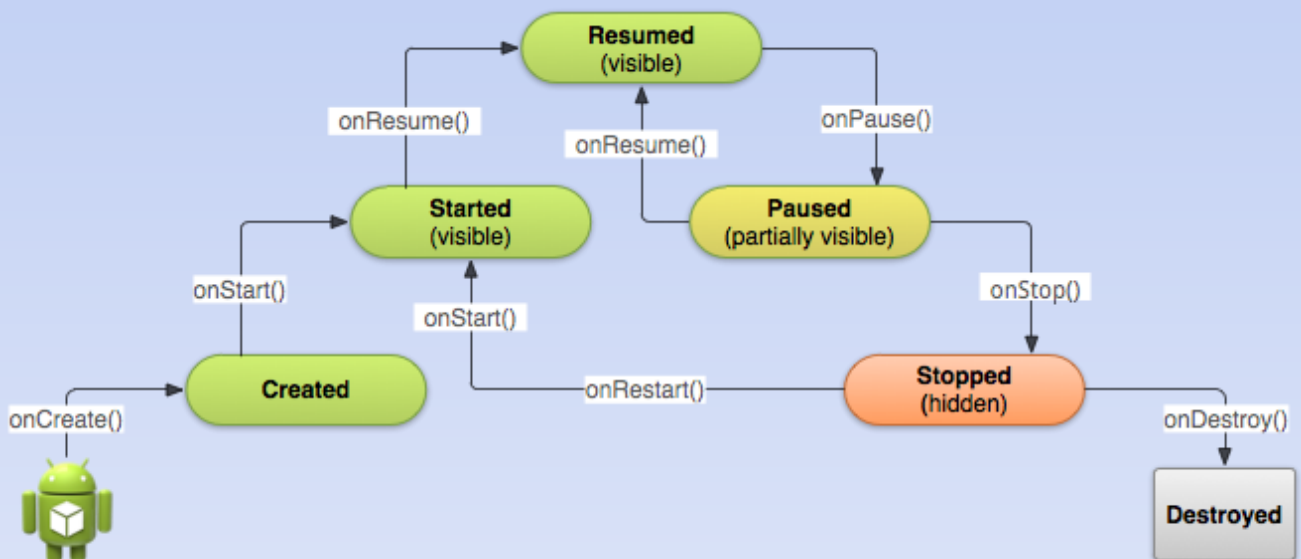 Resumed
(visible)
onResume()
onResume()
onPause()
Started
(visible)
Paused
(partially visible)
onStart()
onStart()
onStop()
Created
onRestart()
Stopped
(hidden)
onCreate()
onDestroy()
Destroyed